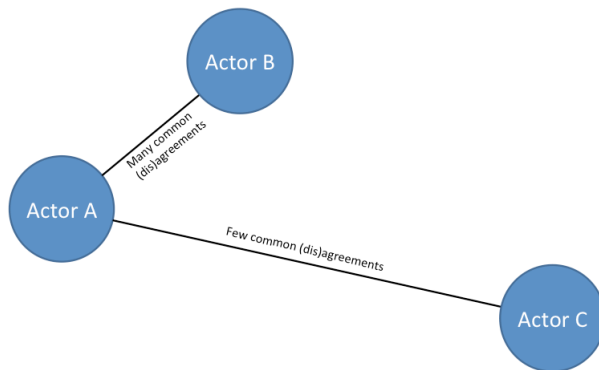 Actor B
Many common
(dis)agreements
Actor A
Few common (dis)agreements
Actor C